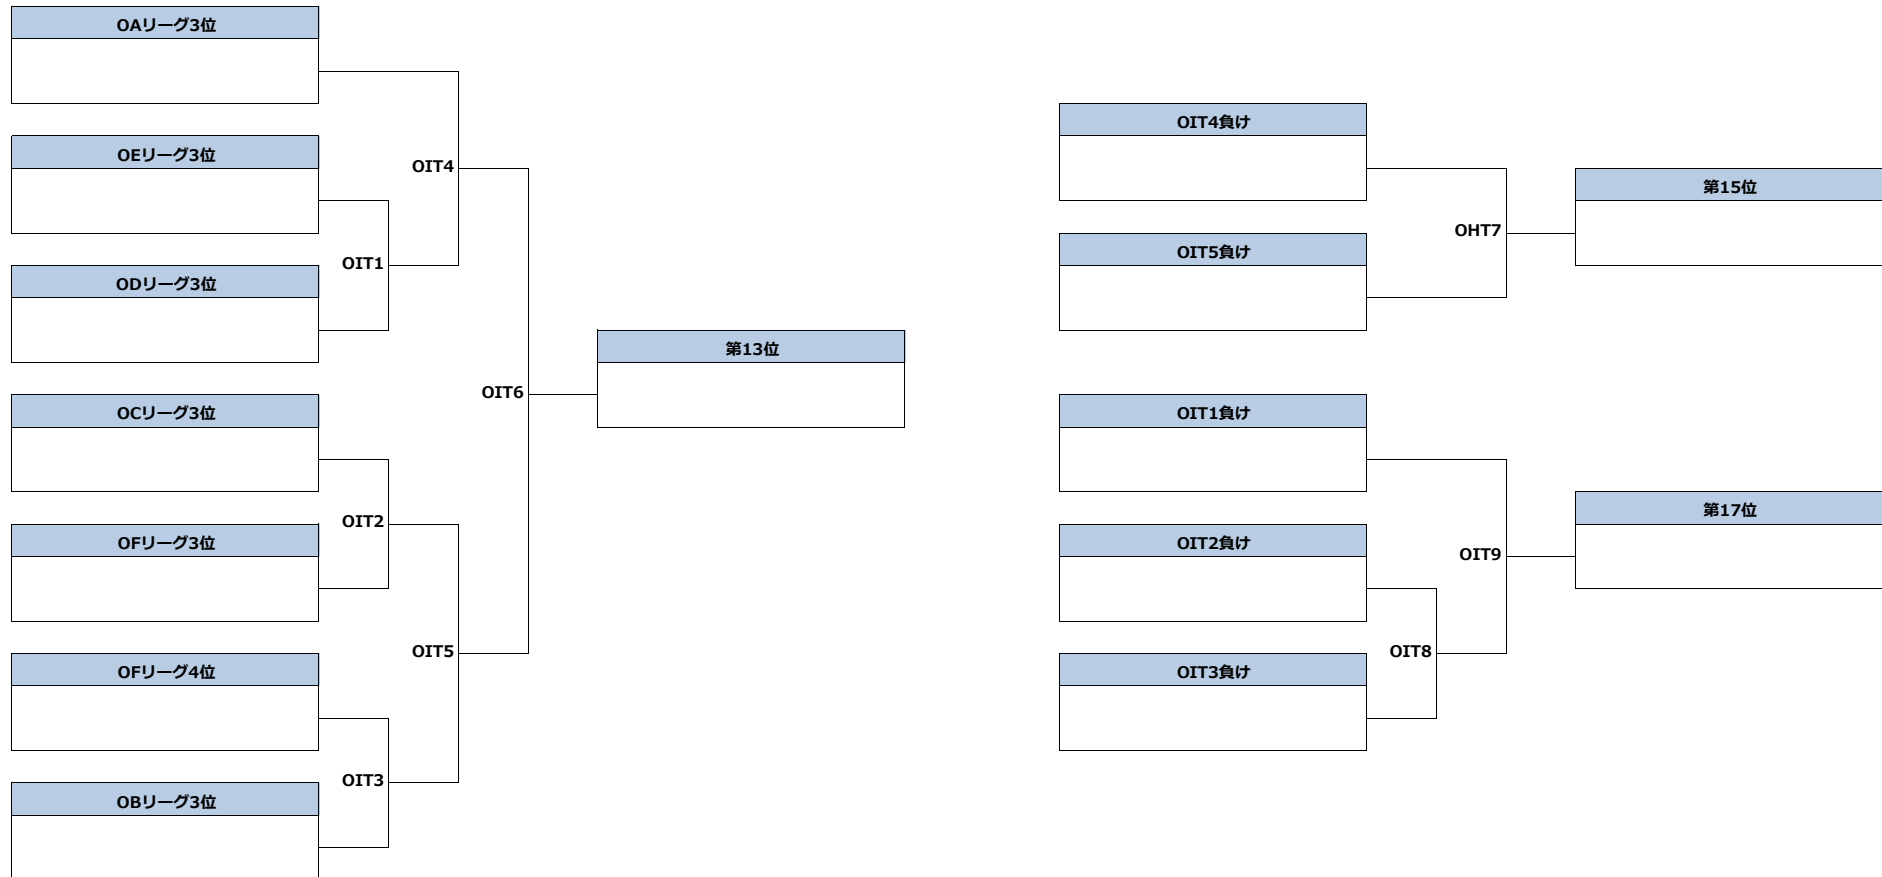 OAリーグ3位
OEリーグ3位
OIT4
OIT1
ODリーグ3位
第13位
OIT6
OCリーグ3位
OIT2
OFリーグ3位
OIT5
OFリーグ4位
OIT3
OBリーグ3位
OIT4負け
第15位
OHT7
OIT5負け
OIT1負け
第17位
OIT2負け
OIT9
OIT8
OIT3負け